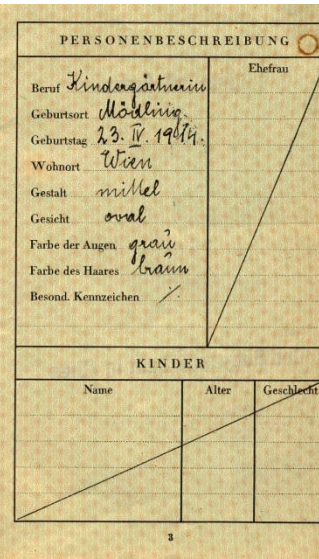 PERSONENBESCHREIBUNG
Ehefrau
Beruf Kindergärtnerin
Geburtsort Mödling.
Geburtstag 23. IV. 1914.
Wohnort Wien
Gestalt mittel
Gesicht oval
Farbe der Augen grau
Farbe des Haares braun
Besond. Kennzeichen ·/.
KINDER
Name Alter Geschlecht
3